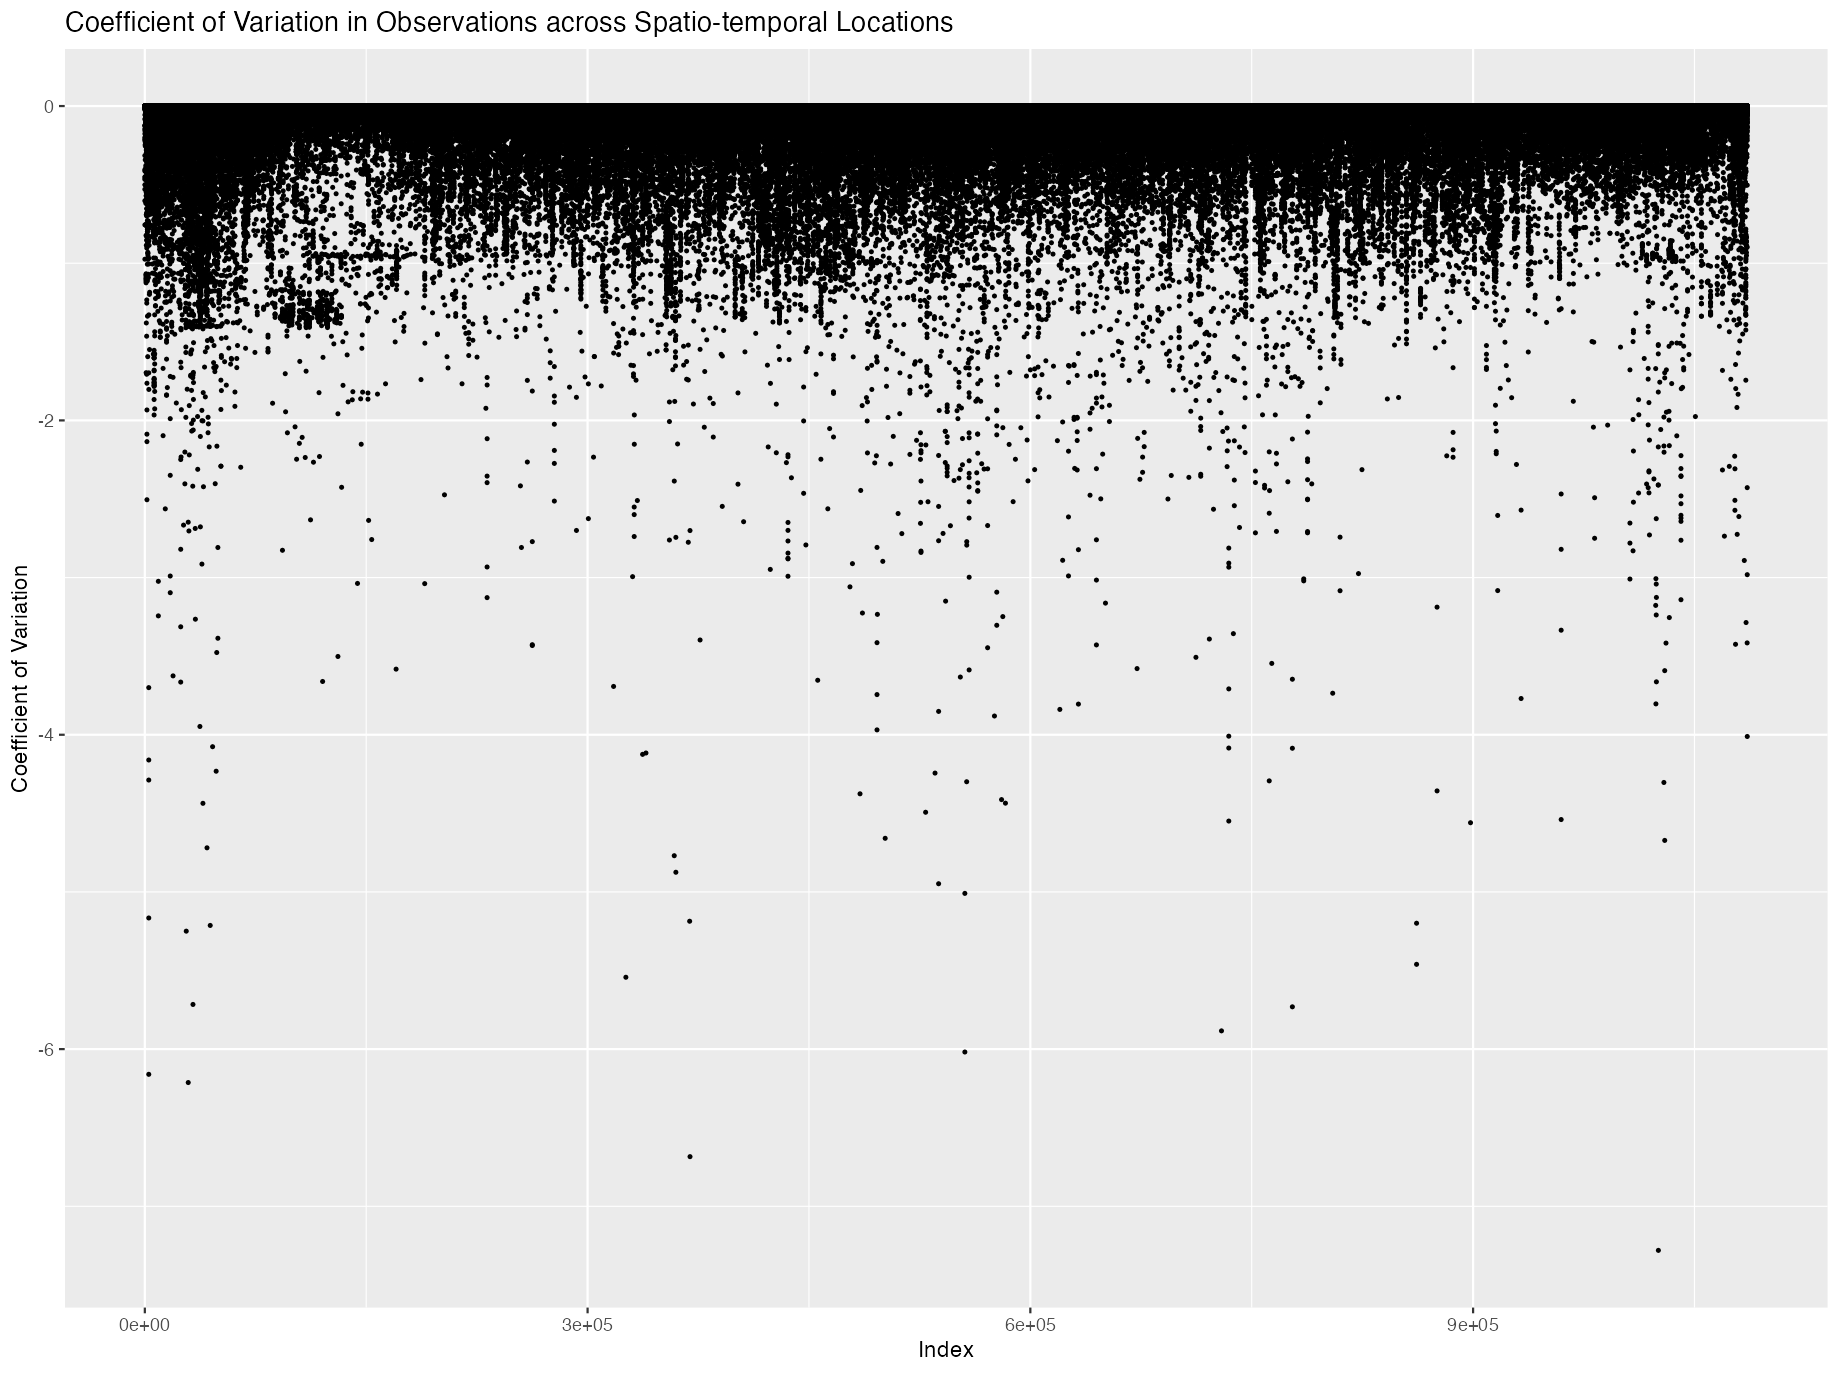 Coefficient of Variation in Observations across Spatio-temporal Locations
Coefficient of Variation
0
-2
-4
-6
0e+00
3e+05
6e+05
9e+05
Index